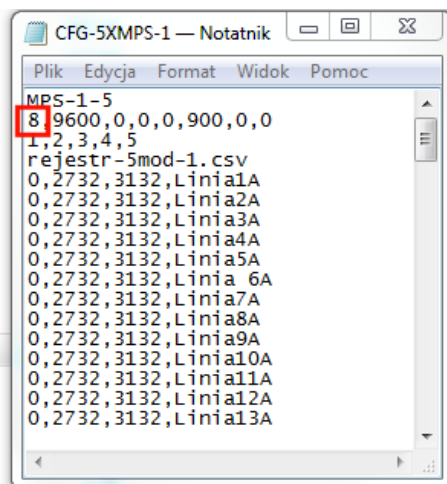 CFG-5XMPS-1 — Notatnik
Plik Edycja Format Widok Pomoc
MPS-1-5
8,9600,0,0,0,900,0,0
1,2,3,4,5
rejestr-5mod-1.csv
0,2732,3132,Linia1A
0,2732,3132,Linia2A
0,2732,3132,Linia3A
0,2732,3132,Linia4A
0,2732,3132,Linia5A
0,2732,3132,Linia 6A
0,2732,3132,Linia7A
0,2732,3132,Linia8A
0,2732,3132,Linia9A
0,2732,3132,Linia10A
0,2732,3132,Linia11A
0,2732,3132,Linia12A
0,2732,3132,Linia13A